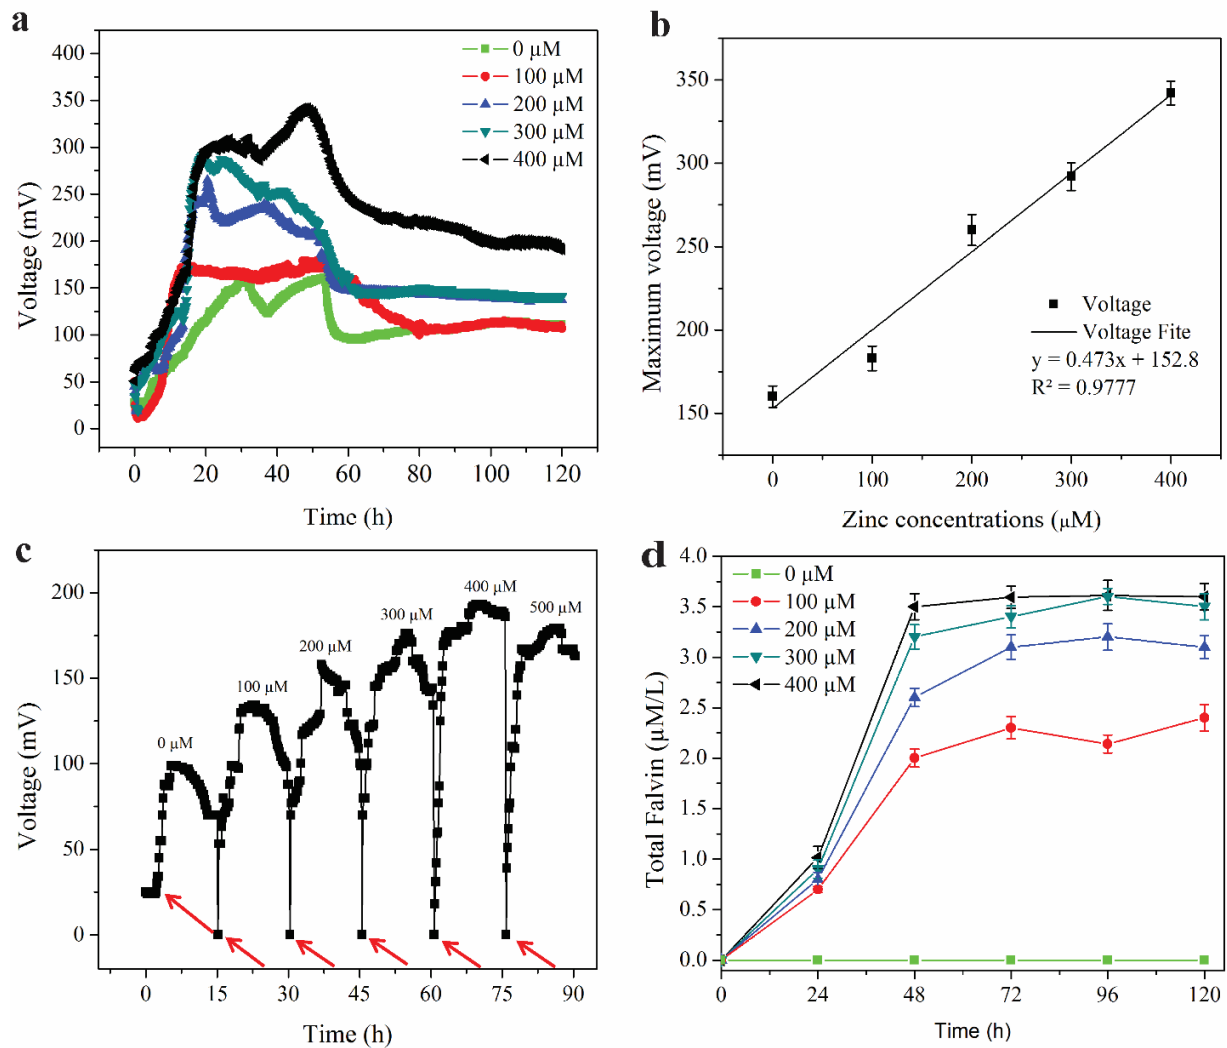 a
400
350
300
250
200
150
100
50
0
Voltage (mV)
0 μM
100 μM
200 μM
300 μM
400 μM
0 20 40 60 80 100 120
Time (h)
b
350
300
250
200
150
Maximum voltage (mV)
Voltage
Voltage Fite
y = 0.473x + 152.8
R² = 0.9777
0 100 200 300 400
Zinc concentrations (μM)
c
200
150
100
50
0
Voltage (mV)
0 μM
100 μM
200 μM
300 μM
400 μM
500 μM
0 15 30 45 60 75 90
Time (h)
d
4.0
3.5
3.0
2.5
2.0
1.5
1.0
0.5
0.0
Total Falvin (μM/L)
0 μM
100 μM
200 μM
300 μM
400 μM
0 24 48 72 96 120
Time (h)